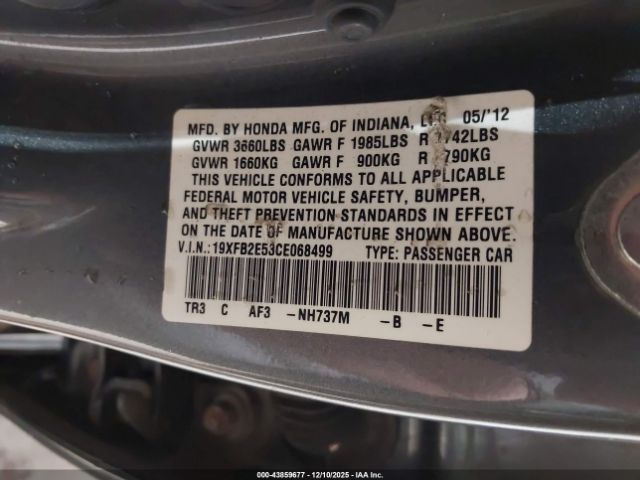 MFD. BY HONDA MFG. OF INDIANA, 05/'12
GVWR 3660LBS GAWR F 1985LBS R 1742LBS
GVWR 1660KG GAWR F 900KG R 790KG
THIS VEHICLE CONFORMS TO ALL APPLICABLE
FEDERAL MOTOR VEHICLE SAFETY, BUMPER,
AND THEFT PREVENTION STANDARDS IN EFFECT
ON THE DATE OF MANUFACTURE SHOWN ABOVE.
V.I.N.:19XFB2E53CE068499 TYPE: PASSENGER CAR
TR3 C AF3 -NH737M -B -E
000-43859677 - 12/10/2025 - IAA, Inc.